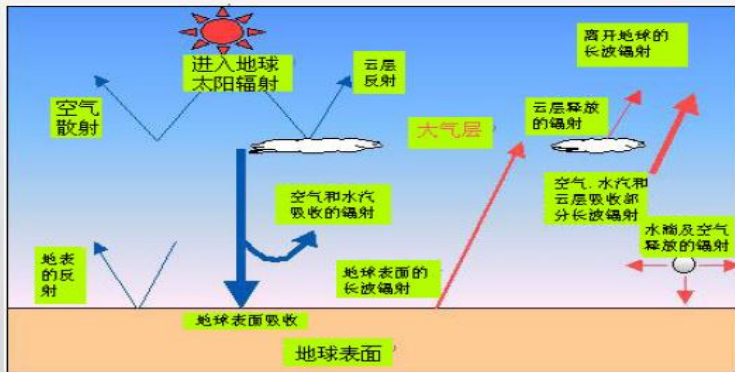 进入地球
太阳辐射
云层
反射
离开地球的
长波辐射
空气
散射
大气层
云层释放
的辐射
空气和水汽
吸收的辐射
空气、水汽和
云层吸收部
分长波辐射
水滴及空气
释放的辐射
地表
的反
射
地球表面的
长波辐射
地球表面吸收
地球表面